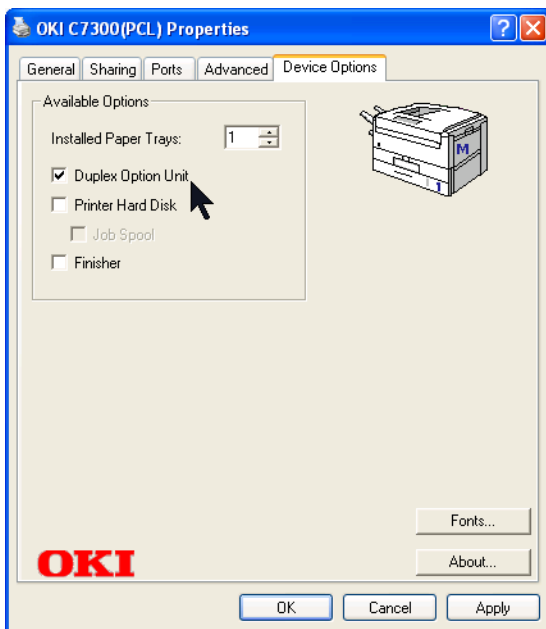 OKI C7300(PCL) Properties
General Sharing Ports Advanced Device Options
Available Options
Installed Paper Trays: 1
Duplex Option Unit
Printer Hard Disk
Job Spool
Finisher
M
1
Fonts...
OKI
About...
OK Cancel Apply